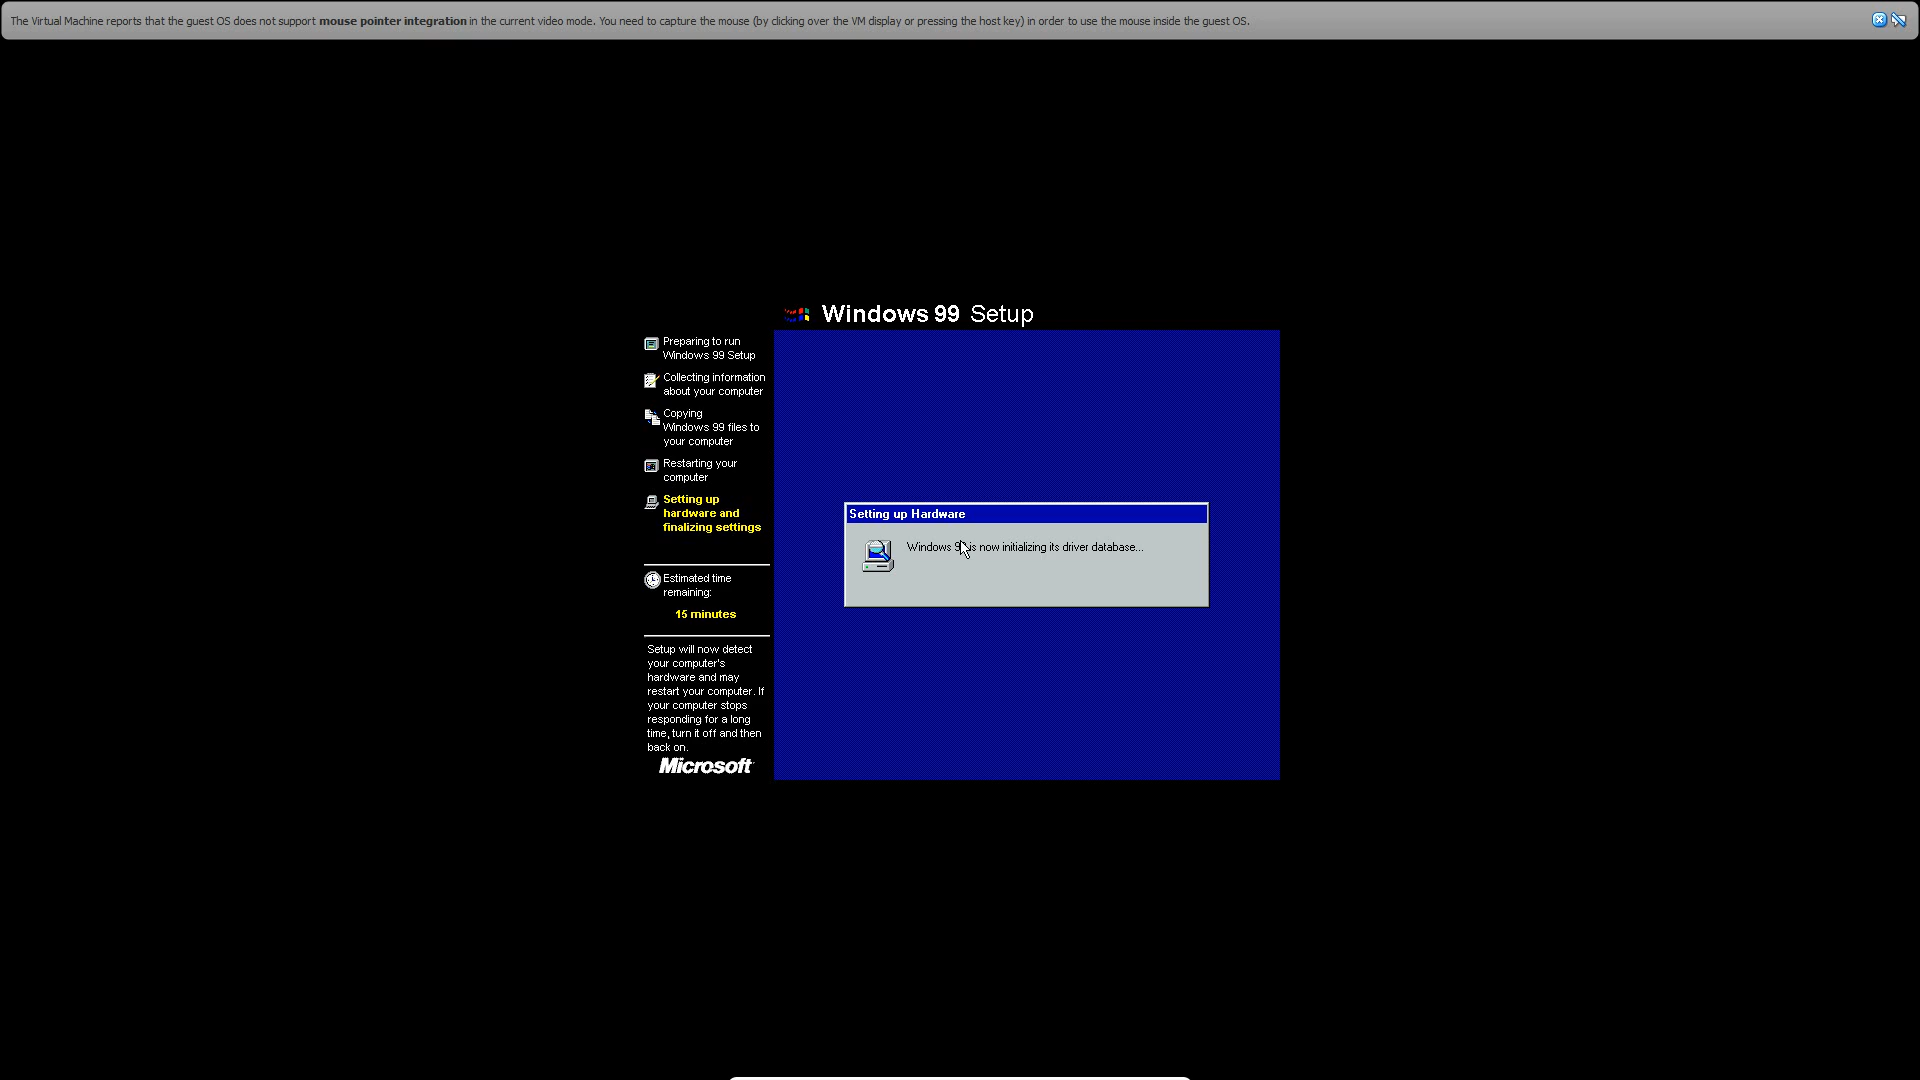 The Virtual Machine reports that the guest OS does not support mouse pointer integration in the current video mode. You need to capture the mouse (by clicking over the VM display or pressing the host key) in order to use the mouse inside the guest OS.
Windows 99 Setup
Preparing to run
Windows 99 Setup
Collecting information
about your computer
Copying
Windows 99 files to
your computer
Restarting your
computer
Setting up
hardware and
finalizing settings
Estimated time
remaining:
15 minutes
Setup will now detect
your computer's
hardware and may
restart your computer. If
your computer stops
responding for a long
time, turn it off and then
back on.
Microsoft
Setting up Hardware
Windows is now initializing its driver database...